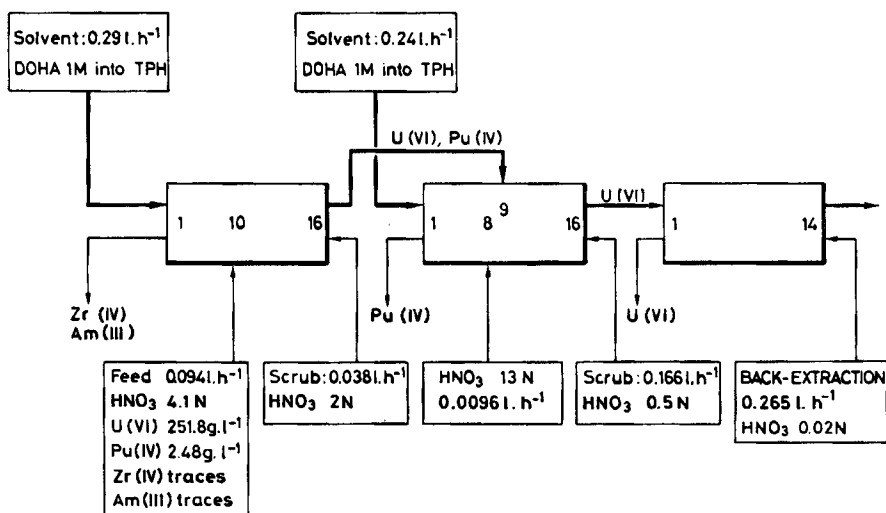 Solvent: 0.29 l. h⁻¹
DOHA 1M into TPH
Solvent: 0.24 l. h⁻¹
DOHA 1M into TPH
U (VI), Pu (IV)
1 10 16
1 8 9 16
U (VI)
1 14
Zr (IV)
Am (III)
Pu (IV)
U (VI)
Feed 0.094 l. h⁻¹
HNO₃ 4.1 N
U (VI) 251.8 g. l⁻¹
Pu (IV) 2.48 g. l⁻¹
Zr (IV) traces
Am (III) traces
Scrub: 0.038 l. h⁻¹
HNO₃ 2N
HNO₃ 13 N
0.0096 l. h⁻¹
Scrub: 0.166 l. h⁻¹
HNO₃ 0.5 N
BACK-EXTRACTION
0.265 l. h⁻¹
HNO₃ 0.02N